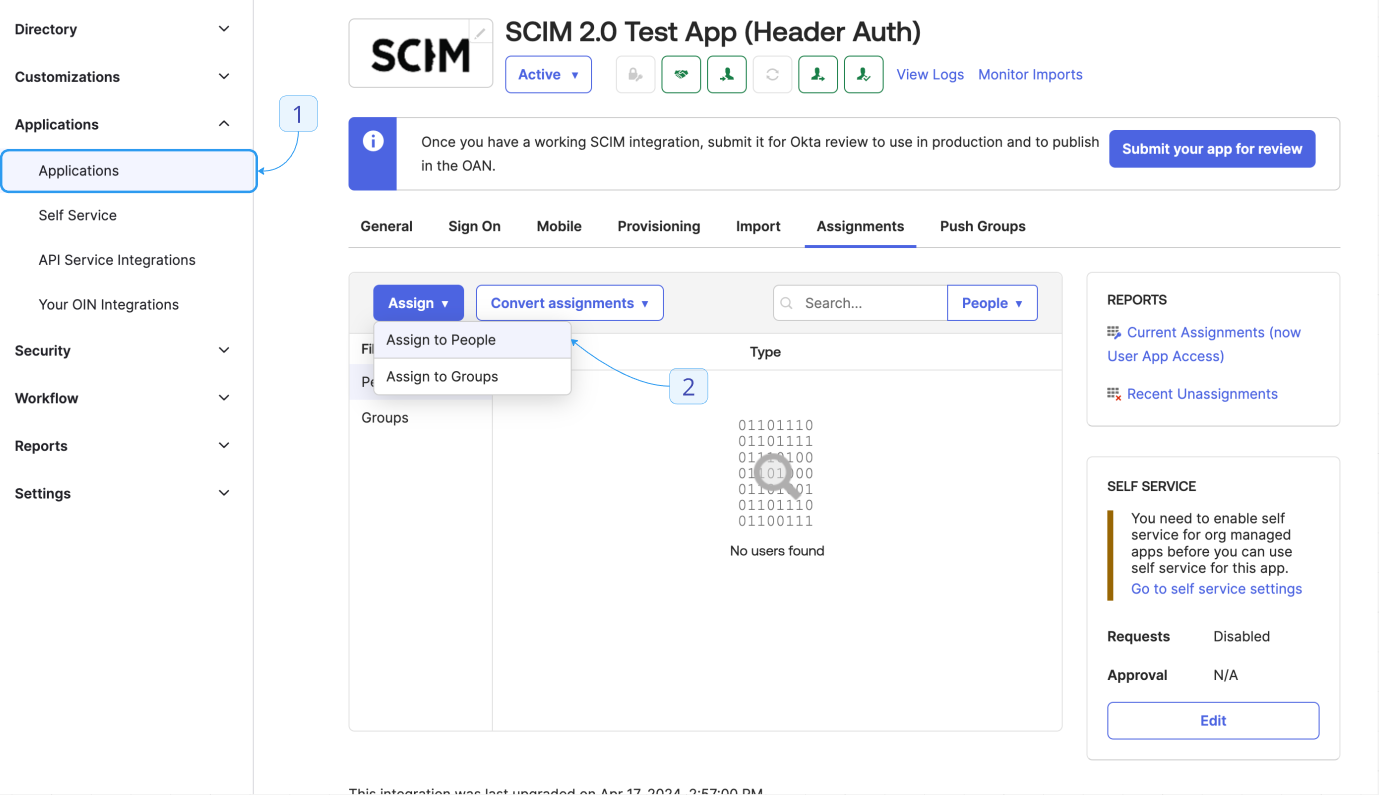 Directory
Customizations
Applications
1
Applications
Self Service
API Service Integrations
Your OIN Integrations
Security
Workflow
Reports
Settings
SCIM
SCIM 2.0 Test App (Header Auth)
Active
View Logs
Monitor Imports
Once you have a working SCIM integration, submit it for Okta review to use in production and to publish
in the OAN.
Submit your app for review
General
Sign On
Mobile
Provisioning
Import
Assignments
Push Groups
Assign
Convert assignments
Search...
People
Assign to People
Assign to Groups
2
Type
Groups
01101110
01101111
01110100
01101000
01101001
01101110
01100111
No users found
REPORTS
Current Assignments (now
User App Access)
Recent Unassignments
SELF SERVICE
You need to enable self
service for org managed
apps before you can use
self service for this app.
Go to self service settings
Requests Disabled
Approval N/A
Edit
This integration was last upgraded on Apr 17, 2024, 2:57:00 PM